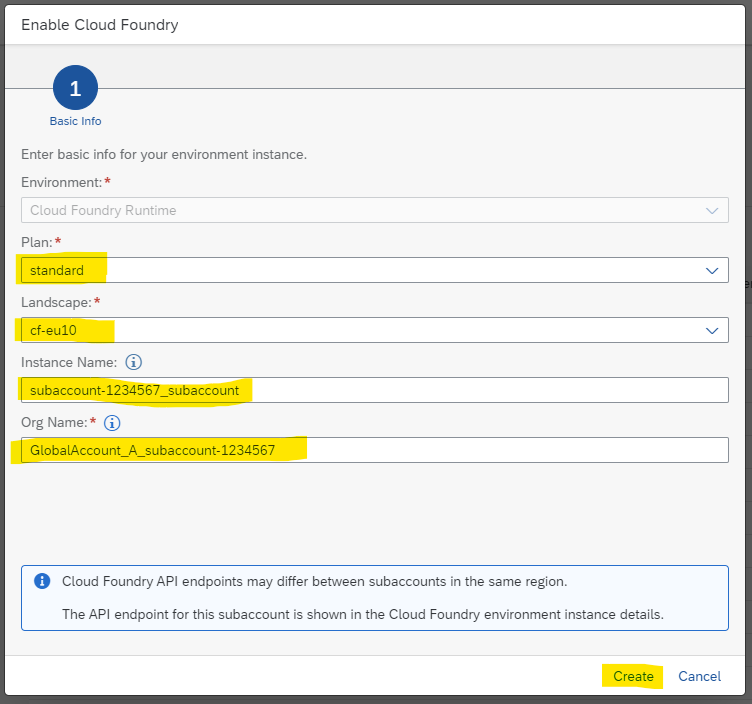 Enable Cloud Foundry
1
Basic Info
Enter basic info for your environment instance.
Environment:*
Cloud Foundry Runtime
Plan:*
standard
Landscape:*
cf-eu10
Instance Name:
subaccount-1234567_subaccount
Org Name:*
GlobalAccount_A_subaccount-1234567
Cloud Foundry API endpoints may differ between subaccounts in the same region.
The API endpoint for this subaccount is shown in the Cloud Foundry environment instance details.
Create Cancel